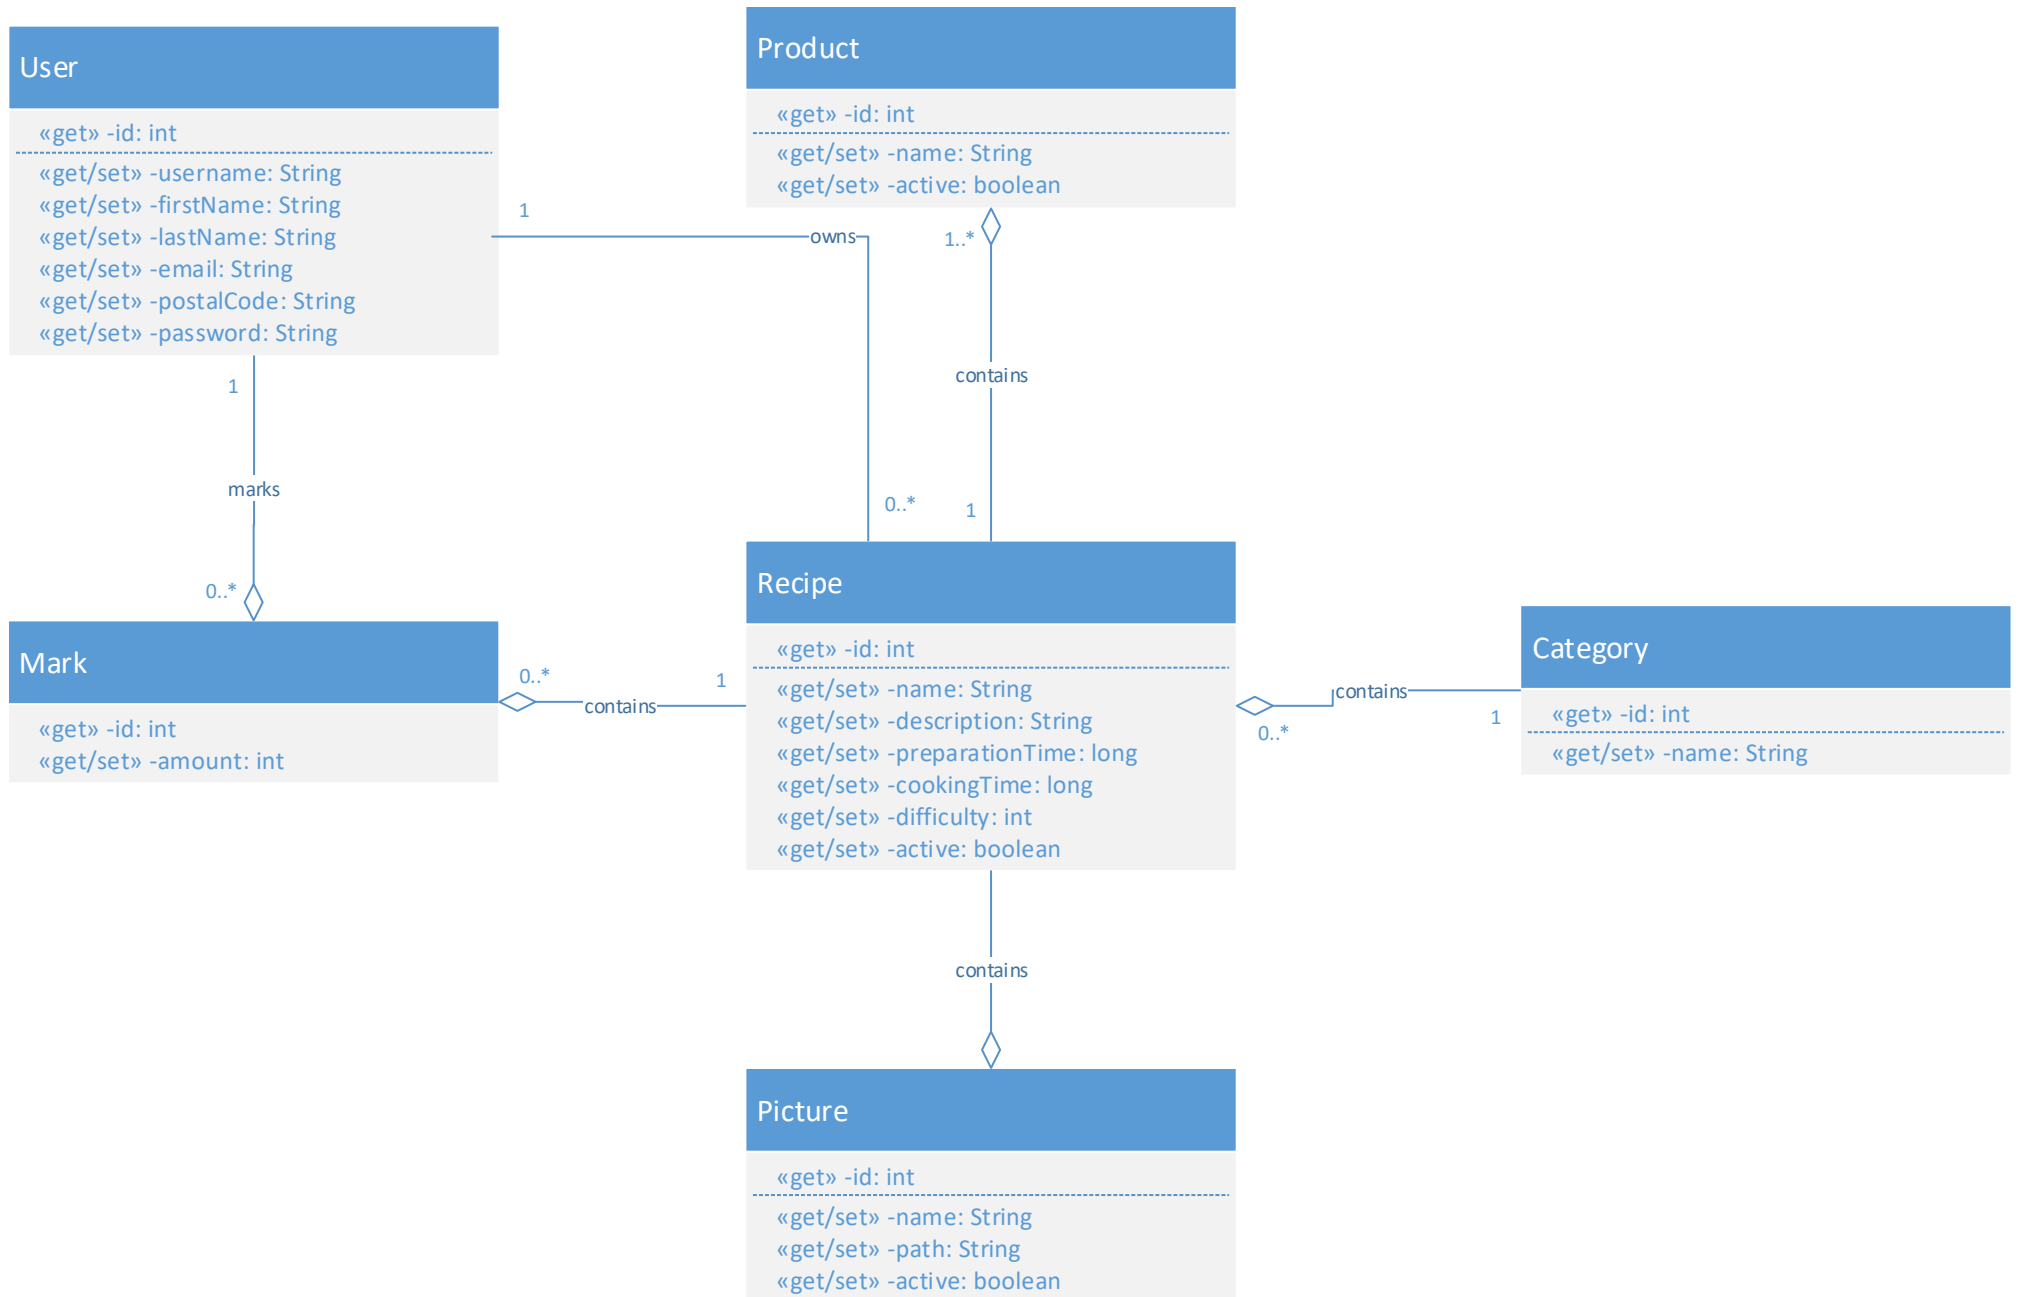 User
«get» -id: int
«get/set» -username: String
«get/set» -firstName: String
«get/set» -lastName: String
«get/set» -email: String
«get/set» -postalCode: String
«get/set» -password: String
Product
«get» -id: int
«get/set» -name: String
«get/set» -active: boolean
1
owns
0..*
1..*
contains
1
1
marks
0..*
Mark
«get» -id: int
«get/set» -amount: int
0..*
contains
1
Recipe
«get» -id: int
«get/set» -name: String
«get/set» -description: String
«get/set» -preparationTime: long
«get/set» -cookingTime: long
«get/set» -difficulty: int
«get/set» -active: boolean
0..*
contains
1
Category
«get» -id: int
«get/set» -name: String
contains
Picture
«get» -id: int
«get/set» -name: String
«get/set» -path: String
«get/set» -active: boolean